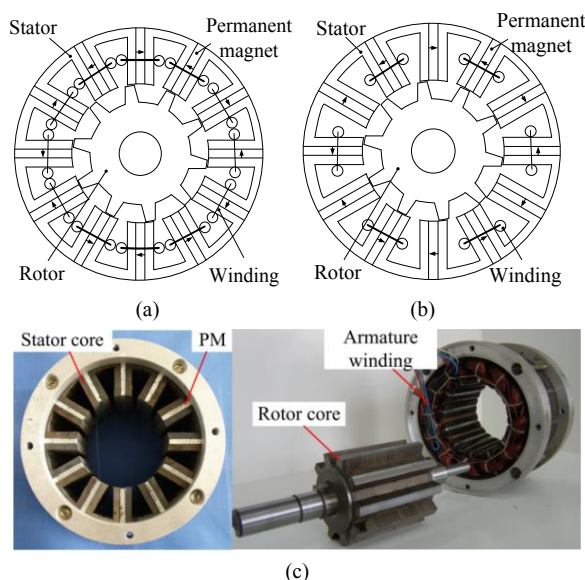 Stator
Permanent
magnet
Rotor
Winding
(a)
Stator
Permanent
magnet
Rotor
Winding
(b)
Stator core
PM
Armature
winding
Rotor core
(c)